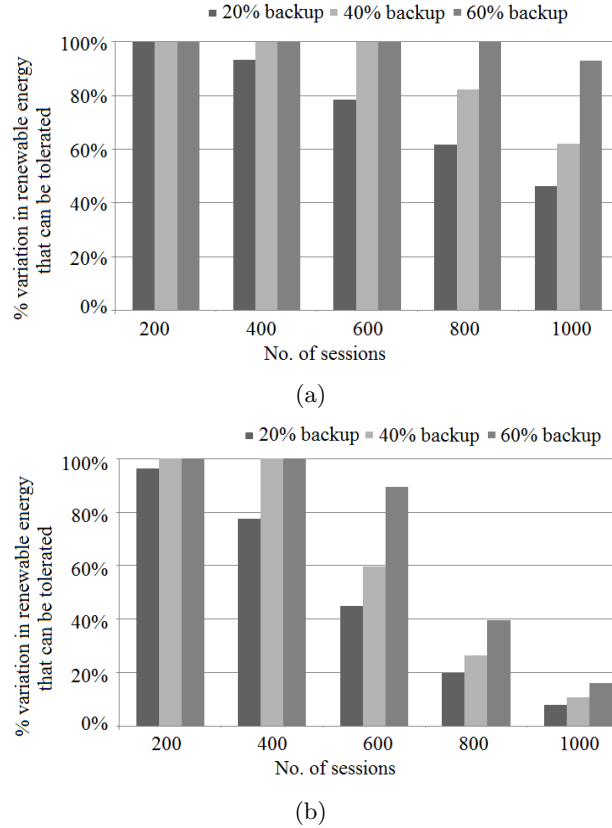 20% backup 40% backup 60% backup
% variation in renewable energy
that can be tolerated
100%
80%
60%
40%
20%
0%
200 400 600 800 1000
No. of sessions
(a)
20% backup 40% backup 60% backup
% variation in renewable energy
that can be tolerated
100%
80%
60%
40%
20%
0%
200 400 600 800 1000
No. of sessions
(b)